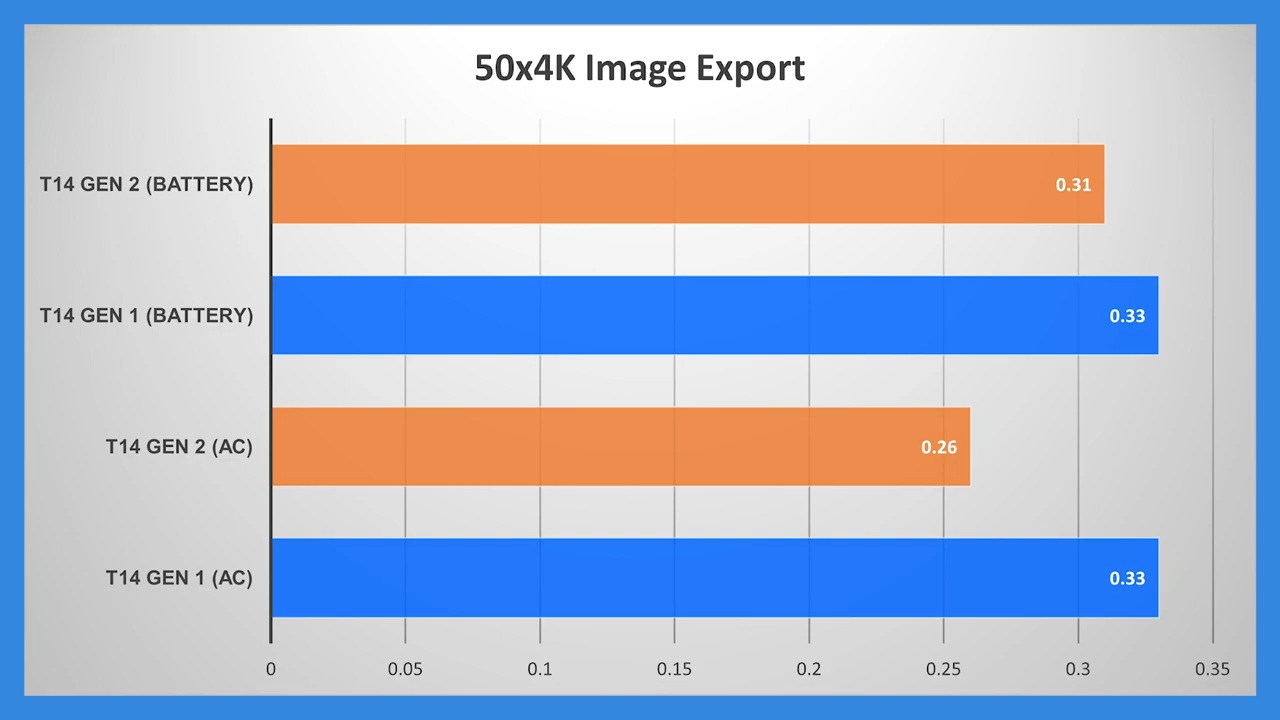 50x4K Image Export
T14 GEN 2 (BATTERY)
0.31
T14 GEN 1 (BATTERY)
0.33
T14 GEN 2 (AC)
0.26
T14 GEN 1 (AC)
0.33
0 0.05 0.1 0.15 0.2 0.25 0.3 0.35